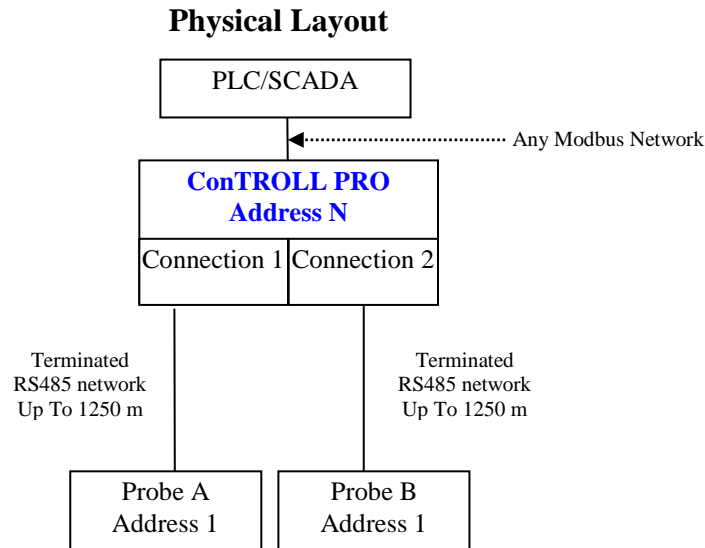 Physical Layout
PLC/SCADA
Any Modbus Network
ConTROLL PRO
Address N
Connection 1
Connection 2
Terminated
RS485 network
Up To 1250 m
Terminated
RS485 network
Up To 1250 m
Probe A
Address 1
Probe B
Address 1